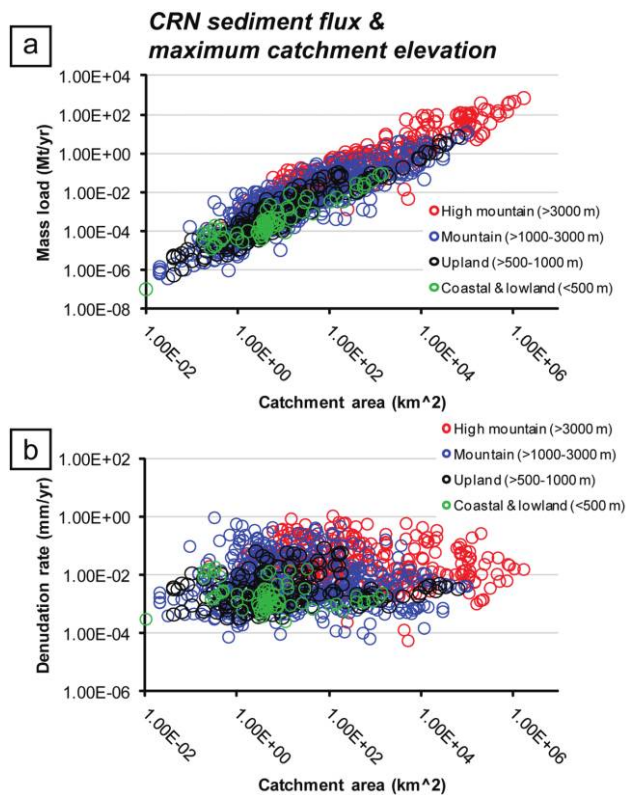 CRN sediment flux &
maximum catchment elevation
a
1.00E+04
1.00E+02
1.00E+00
1.00E-02
1.00E-04
1.00E-06
1.00E-08
Mass load (Mt/yr)
High mountain (>3000 m)
Mountain (>1000-3000 m)
Upland (>500-1000 m)
Coastal & lowland (<500 m)
1.00E-02
1.00E+00
1.00E+02
1.00E+04
1.00E+06
Catchment area (km^2)
b
High mountain (>3000 m)
Mountain (>1000-3000 m)
Upland (>500-1000 m)
Coastal & lowland (<500 m)
1.00E+02
1.00E+00
1.00E-02
1.00E-04
1.00E-06
Denudation rate (mm/yr)
1.00E-02
1.00E+00
1.00E+02
1.00E+04
1.00E+06
Catchment area (km^2)